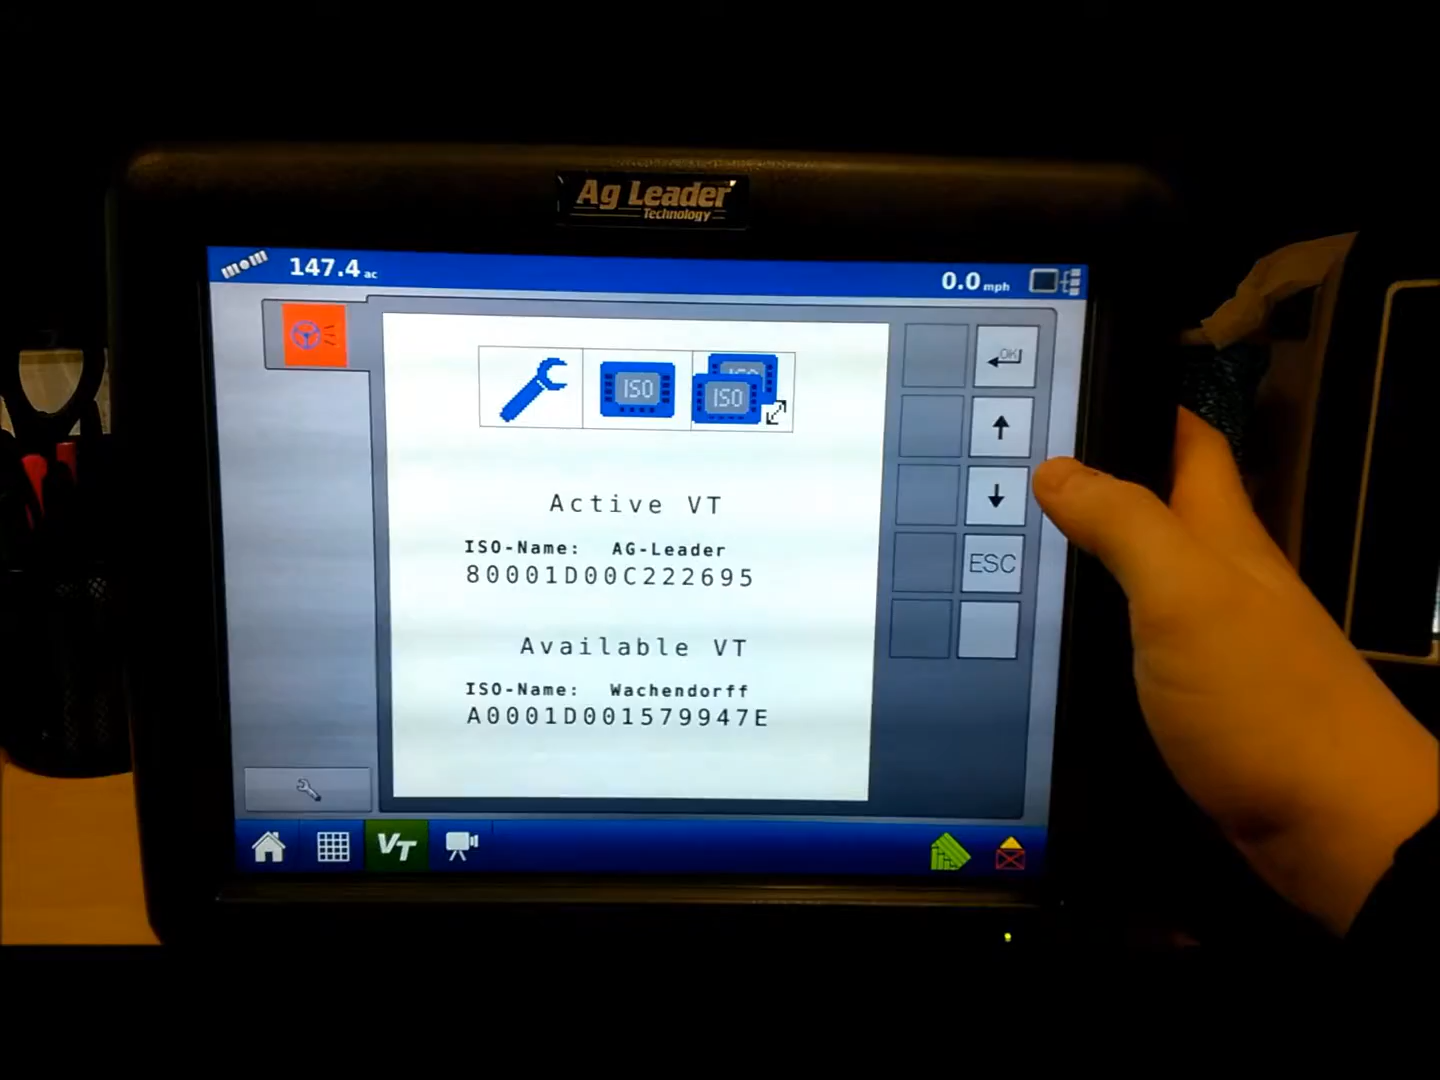 Ag Leader
Technology
147.4 ac
0.0 mph
ISO
ISO
ISO
OK
Active VT
ISO-Name: AG-Leader
80001D00C222695
ESC
Available VT
ISO-Name: Wachendorff
A0001D001579947E
VT